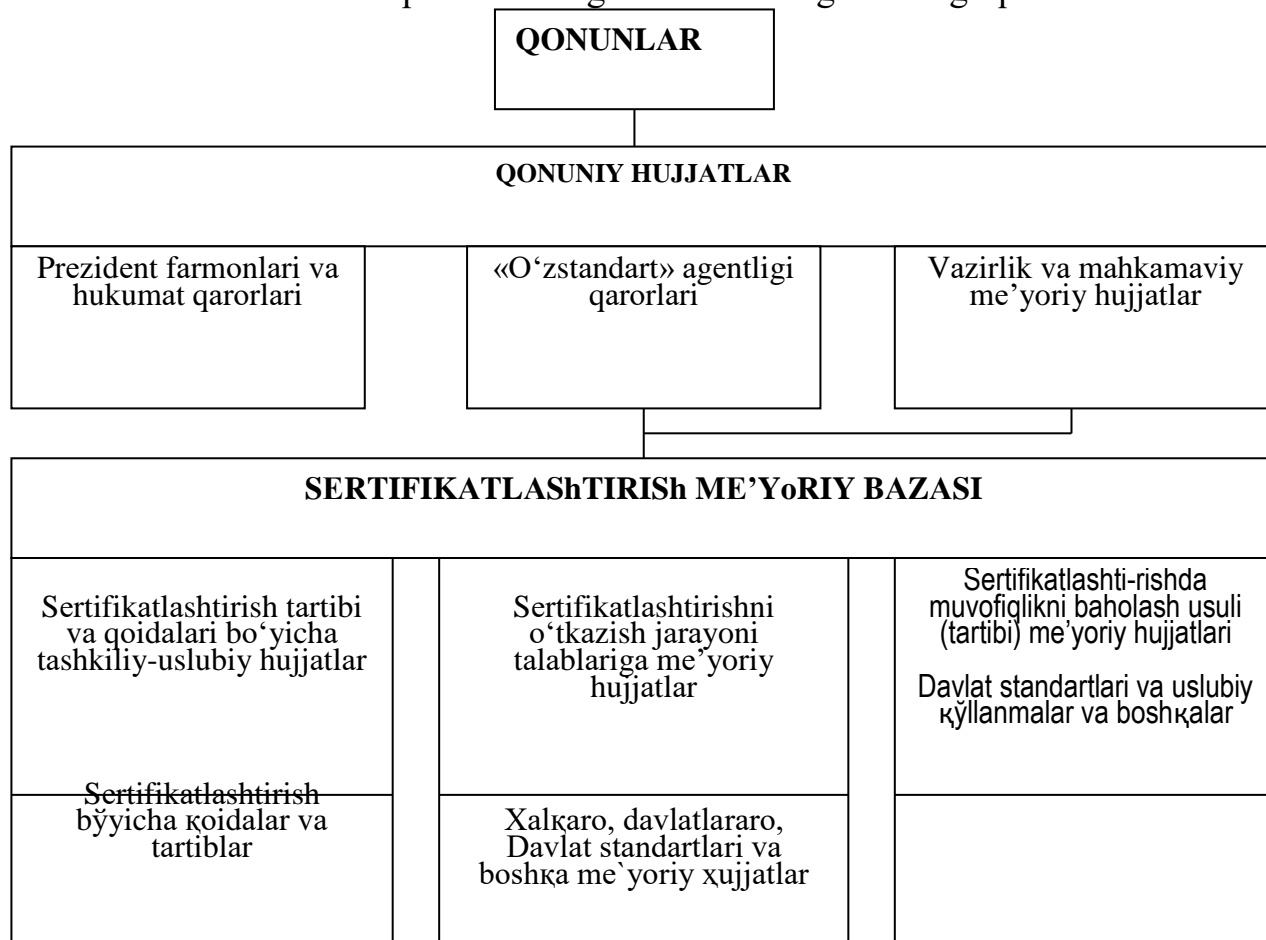 QONUNLAR
QONUNIY HUJJATLAR
Prezident farmonlari va
hukumat qarorlari
«O‘zstandart» agentligi
qarorlari
Vazirlik va mahkamaviy
me’yoriy hujjatlar
SERTIFIKATLAShTIRISh ME’YoRIY BAZASI
Sertifikatlashtirish tartibi
va qoidalari bo‘yicha
tashkiliy-uslubiy hujjatlar
Sertifikatlashtirishni
o‘tkazish jarayoni
talablariga me’yoriy
hujjatlar
Sertifikatlashti-rishda
muvofiqlikni baholash usuli
(tartibi) me’yoriy hujjatlari
Davlat standartlari va uslubiy
қўllanmalar va boshқalar
Sertifikatlashtirish
bўyicha қoidalar va
tartiblar
Xalқaro, davlatlararo,
Davlat standartlari va
boshқa me`yoriy ҳujjatlar